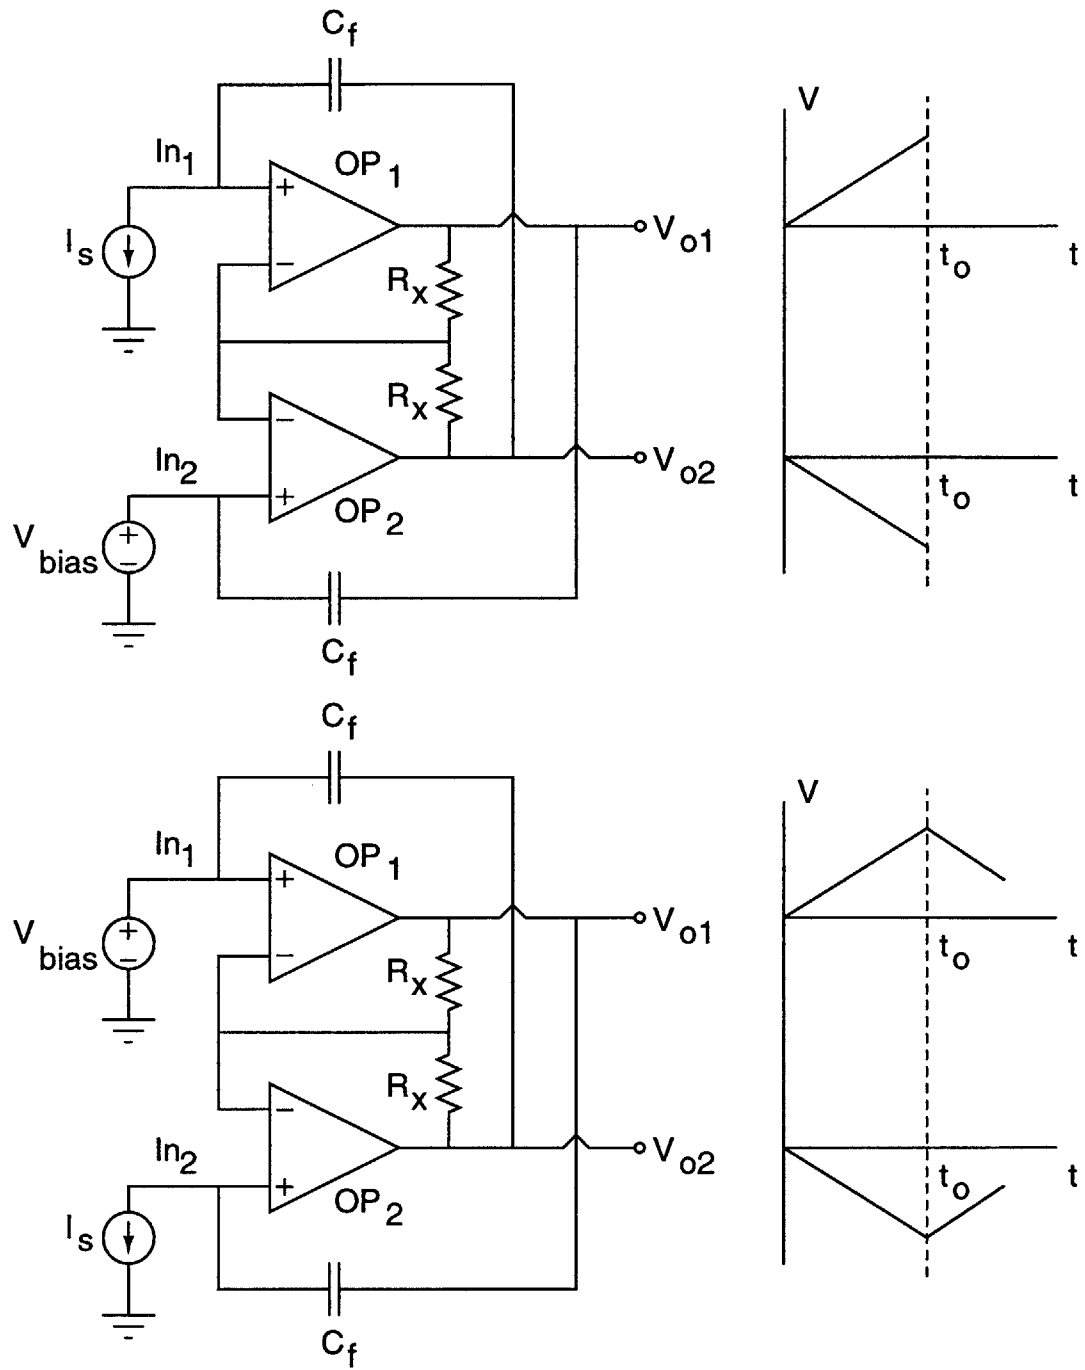 Cf
V
In1
OP1
+
Is
Vo1
−
Rx
to
t
Rx
−
In2
Vo2
+
to
t
OP2
Vbias
+
−
Cf
Cf
V
In1
OP1
+
Vbias
+
−
Vo1
−
Rx
to
t
Rx
−
In2
Vo2
+
to
t
OP2
Is
Cf